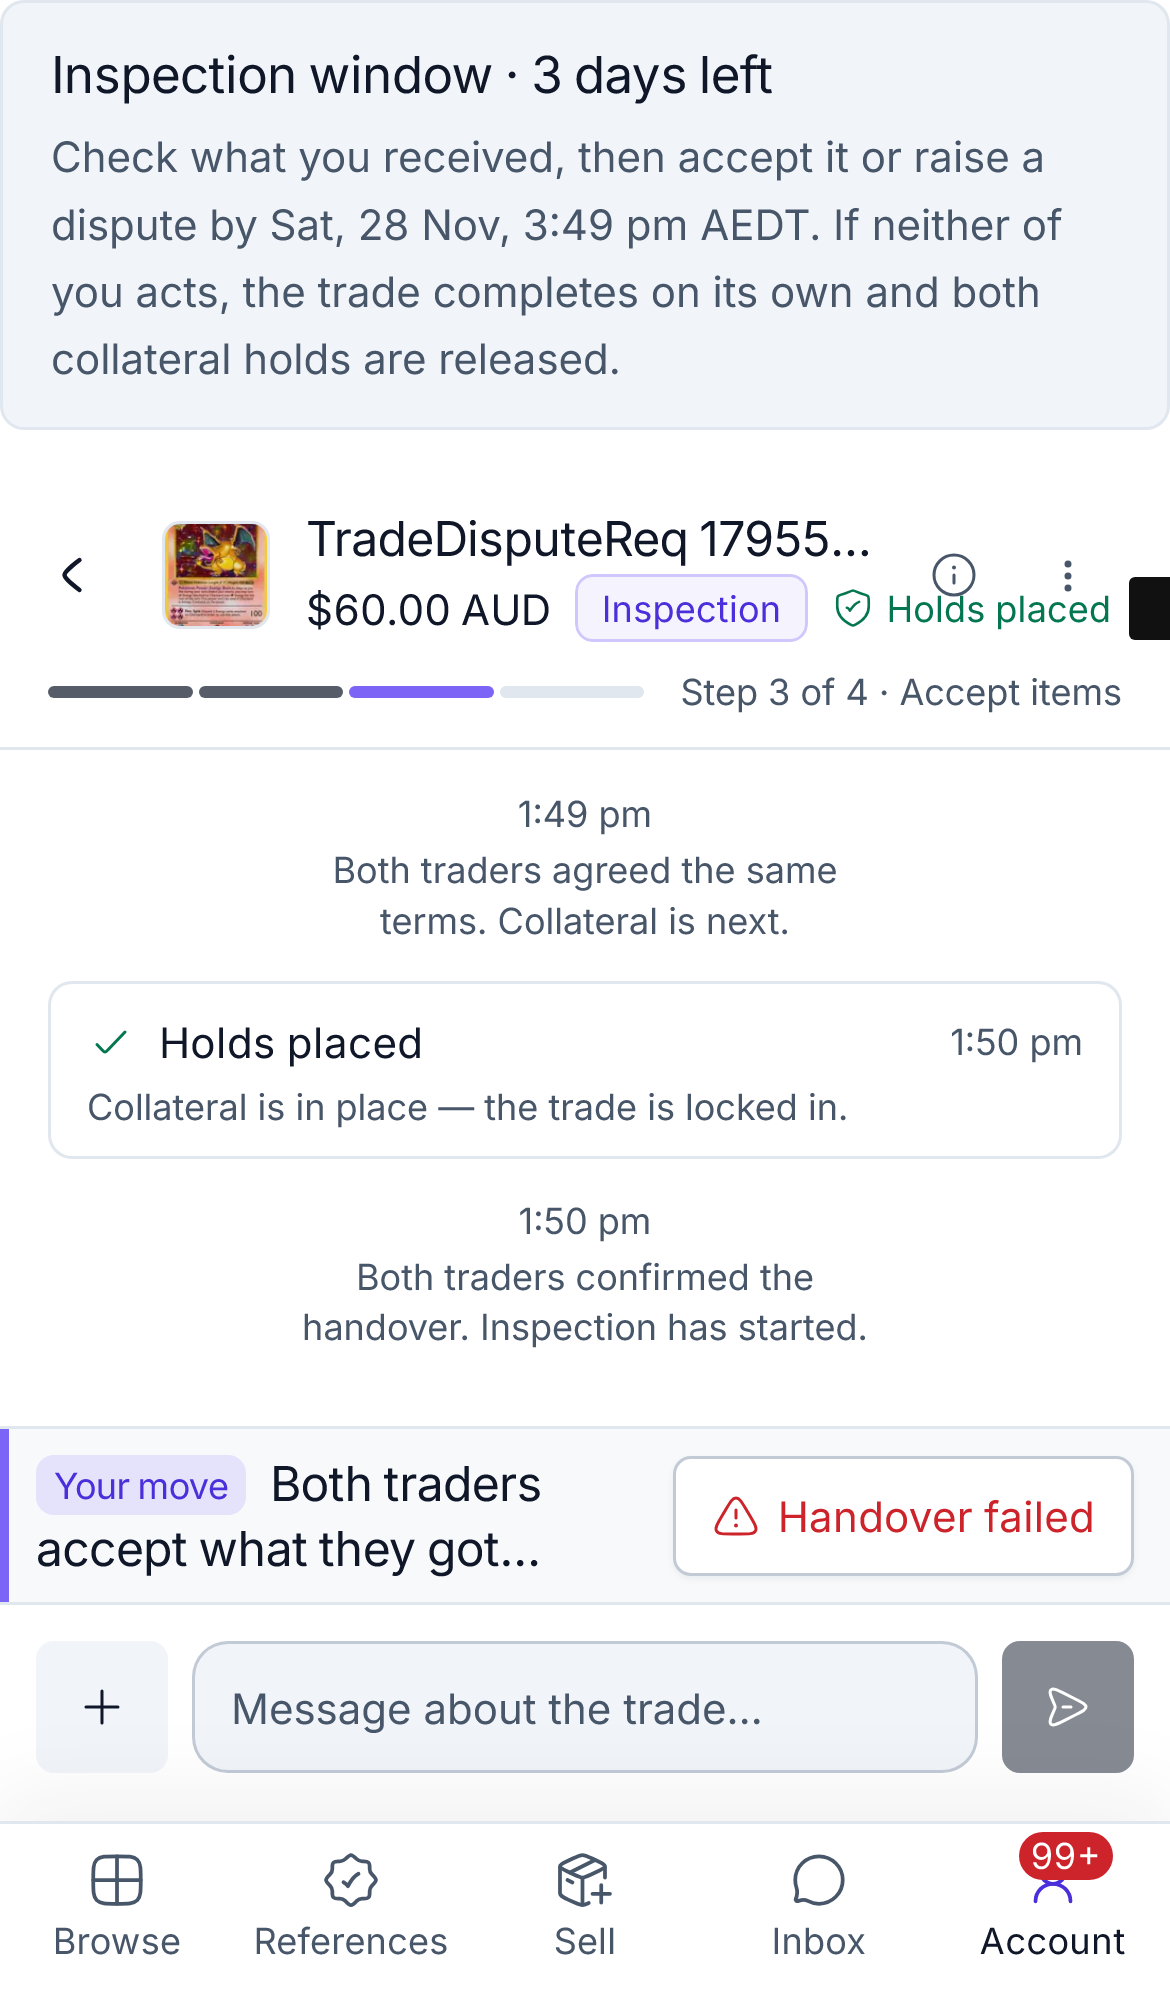 Inspection window · 3 days left
Check what you received, then accept it or raise a
dispute by Sat, 28 Nov, 3:49 pm AEDT. If neither of
you acts, the trade completes on its own and both
collateral holds are released.
TradeDisputeReq 17955...
$60.00 AUD Inspection Holds placed
Step 3 of 4 · Accept items
1:49 pm
Both traders agreed the same
terms. Collateral is next.
Holds placed 1:50 pm
Collateral is in place — the trade is locked in.
1:50 pm
Both traders confirmed the
handover. Inspection has started.
Your move Both traders
accept what they got...
Handover failed
Message about the trade...
99+
Browse References Sell Inbox Account